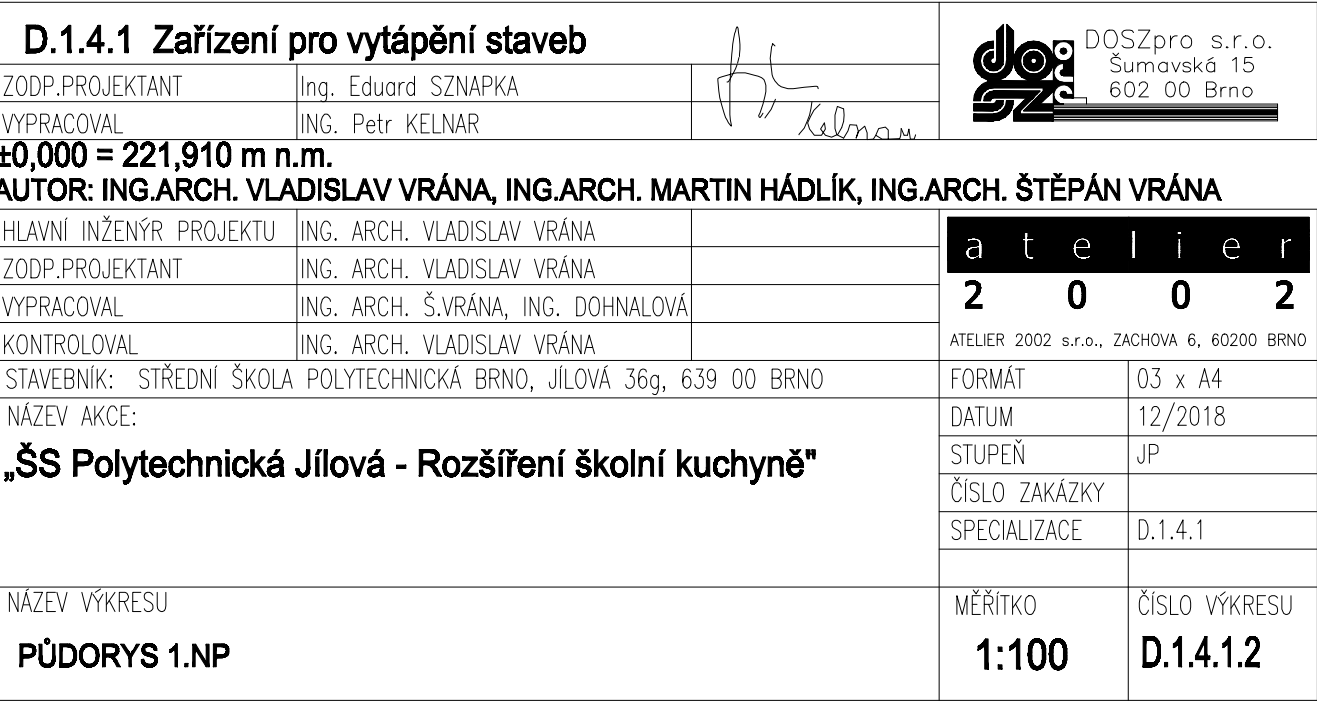 D.1.4.1 Zařízení pro vytápění staveb
DOSZpro s.r.o.
Šumavská 15
602 00 Brno
ZODP.PROJEKTANT Ing. Eduard SZNAPKA
VYPRACOVAL ING. Petr KELNAR
Kelnar
±0,000 = 221,910 m n.m.
AUTOR: ING.ARCH. VLADISLAV VRÁNA, ING.ARCH. MARTIN HÁDLÍK, ING.ARCH. ŠTĚPÁN VRÁNA
HLAVNÍ INŽENÝR PROJEKTU ING. ARCH. VLADISLAV VRÁNA
ZODP.PROJEKTANT ING. ARCH. VLADISLAV VRÁNA
VYPRACOVAL ING. ARCH. Š.VRÁNA, ING. DOHNALOVÁ
KONTROLOVAL ING. ARCH. VLADISLAV VRÁNA
atelier
2002
ATELIER 2002 s.r.o., ZACHOVA 6, 60200 BRNO
STAVEBNÍK: STŘEDNÍ ŠKOLA POLYTECHNICKÁ BRNO, JÍLOVÁ 36g, 639 00 BRNO
NÁZEV AKCE:
„ŠS Polytechnická Jílová - Rozšíření školní kuchyně"
FORMÁT 03 x A4
DATUM 12/2018
STUPEŇ JP
ČÍSLO ZAKÁZKY
SPECIALIZACE D.1.4.1
NÁZEV VÝKRESU
PŮDORYS 1.NP
MĚŘÍTKO
1:100
ČÍSLO VÝKRESU
D.1.4.1.2